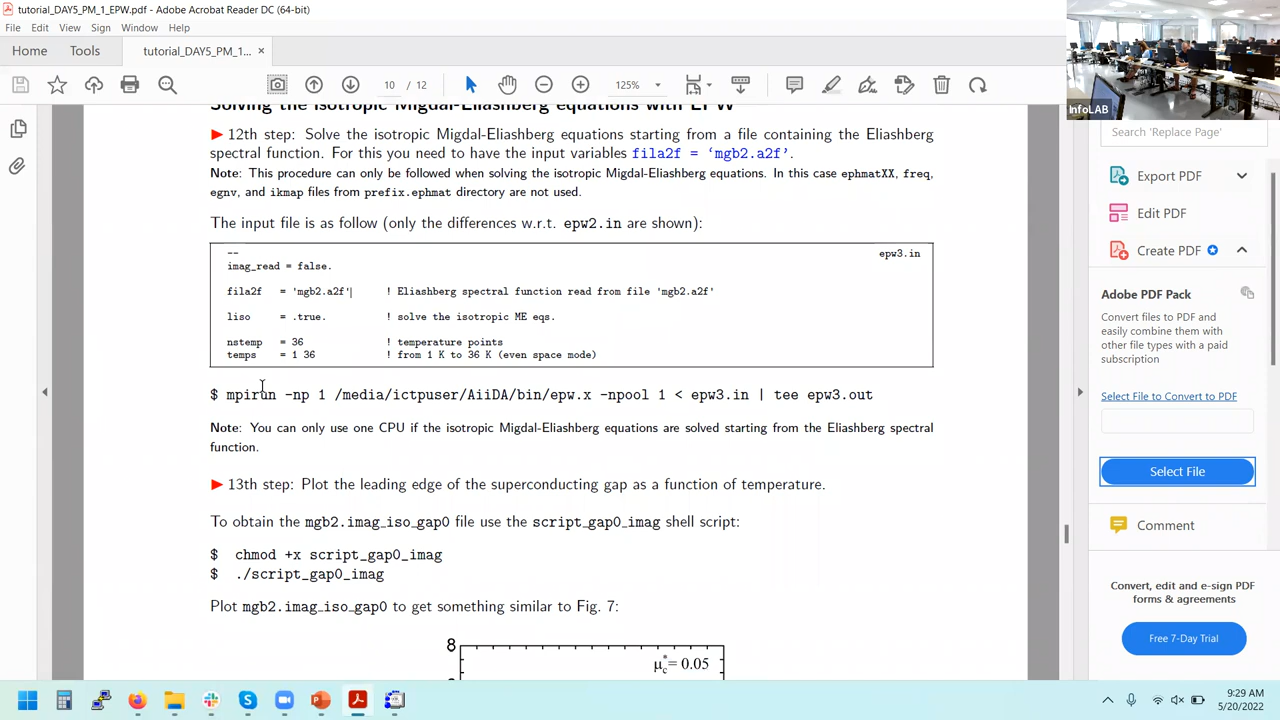 tutorial_DAY5_PM_1_EPW.pdf - Adobe Acrobat Reader DC (64-bit)
File Edit View Sign Window Help
Home Tools tutorial_DAY5_PM_1_... ×
10 / 12 125%
InfoLAB
Solving the isotropic Migdal-Eliashberg equations with EPW
▶ 12th step: Solve the isotropic Migdal-Eliashberg equations starting from a file containing the Eliashberg
spectral function. For this you need to have the input variables fila2f = ‘mgb2.a2f’.
Note: This procedure can only be followed when solving the isotropic Migdal-Eliashberg equations. In this case ephmatXX, freq,
egnv, and ikmap files from prefix.ephmat directory are not used.
The input file is as follow (only the differences w.r.t. epw2.in are shown):
-- epw3.in
imag_read = false.
fila2f = 'mgb2.a2f' ! Eliashberg spectral function read from file 'mgb2.a2f'
liso = .true. ! solve the isotropic ME eqs.
nstemp = 36 ! temperature points
temps = 1 36 ! from 1 K to 36 K (even space mode)
$ mpirun -np 1 /media/ictpuser/AiiDA/bin/epw.x -npool 1 < epw3.in | tee epw3.out
Note: You can only use one CPU if the isotropic Migdal-Eliashberg equations are solved starting from the Eliashberg spectral
function.
▶ 13th step: Plot the leading edge of the superconducting gap as a function of temperature.
To obtain the mgb2.imag_iso_gap0 file use the script_gap0_imag shell script:
$ chmod +x script_gap0_imag
$ ./script_gap0_imag
Plot mgb2.imag_iso_gap0 to get something similar to Fig. 7:
8
μ*c = 0.05
Search 'Replace Page'
Export PDF
Edit PDF
Create PDF
Adobe PDF Pack
Convert files to PDF and
easily combine them with
other file types with a paid
subscription
Select File to Convert to PDF
Select File
Comment
Convert, edit and e-sign PDF
forms & agreements
Free 7-Day Trial
9:29 AM
5/20/2022